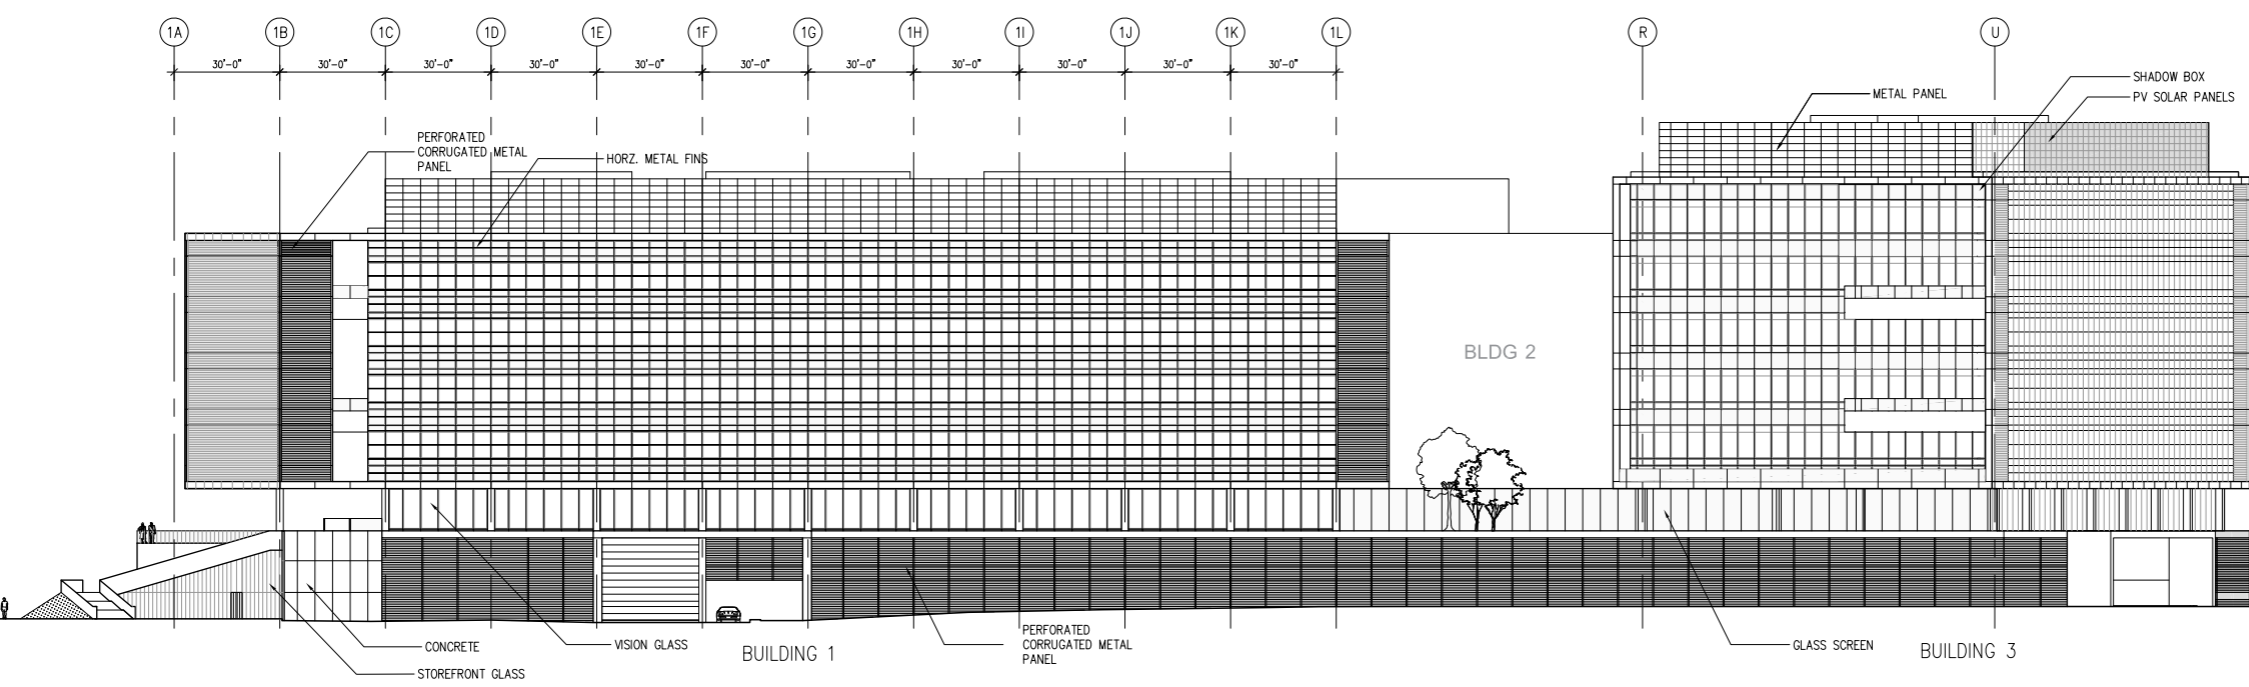 1A 1B 1C 1D 1E 1F 1G 1H 1I 1J 1K 1L R U
30'-0" 30'-0" 30'-0" 30'-0" 30'-0" 30'-0" 30'-0" 30'-0" 30'-0" 30'-0" 30'-0"
SHADOW BOX
METAL PANEL
PV SOLAR PANELS
PERFORATED
CORRUGATED METAL
PANEL
HORZ. METAL FINS
BLDG 2
CONCRETE
STOREFRONT GLASS
VISION GLASS
BUILDING 1
PERFORATED
CORRUGATED METAL
PANEL
GLASS SCREEN
BUILDING 3